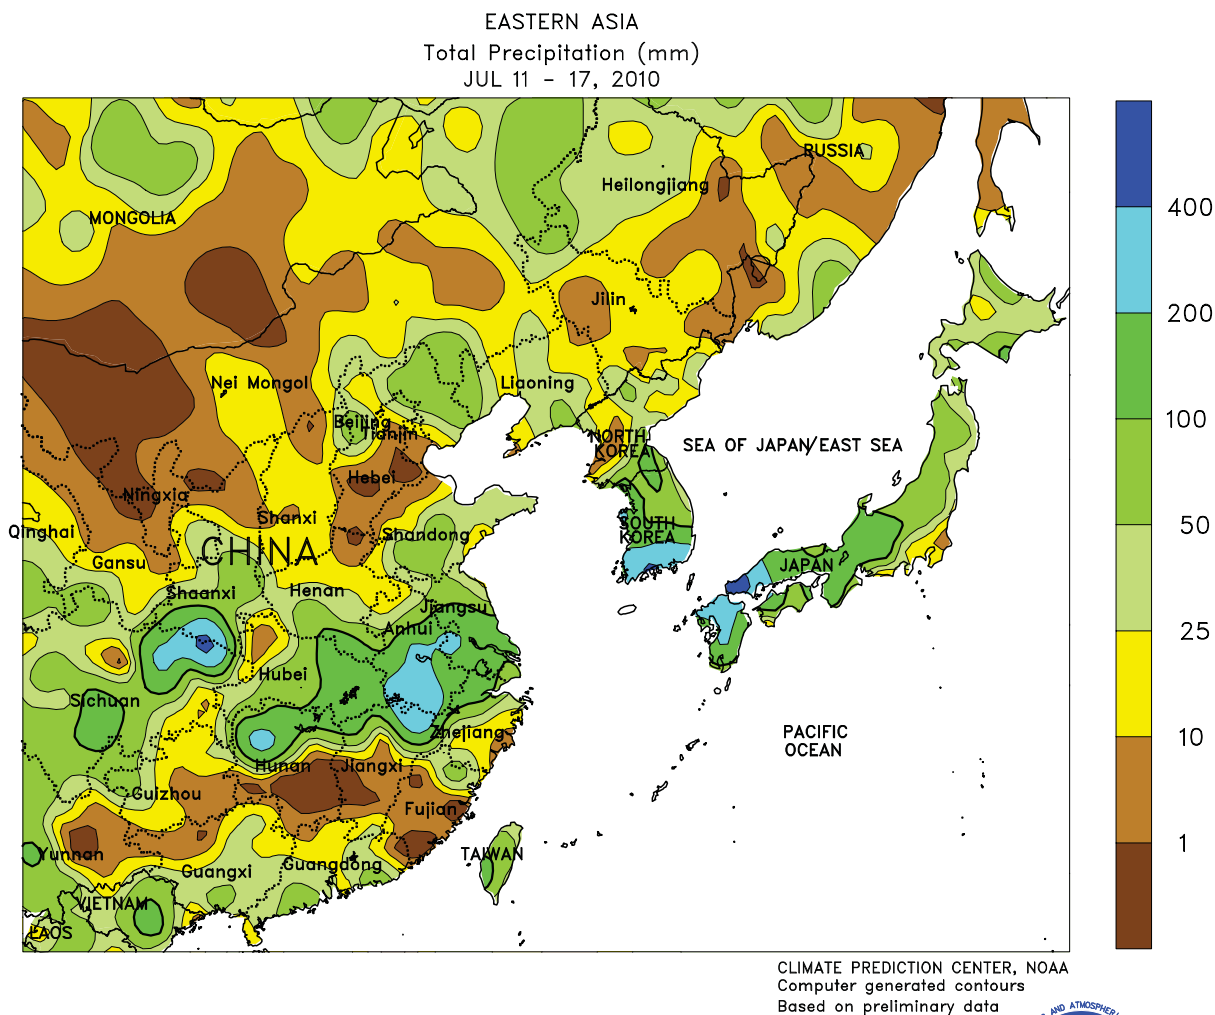 EASTERN ASIA
Total Precipitation (mm)
JUL 11 - 17, 2010
RUSSIA
Heilongjiang
MONGOLIA
400
Jilin
200
Nei Mongol
Liaoning
100
Beijing
Tianjin
NORTH
KOREA
SEA OF JAPAN/EAST SEA
Hebei
Ningxia
Shanxi
50
Qinghai
SOUTH
KOREA
Shandong
CHINA
Gansu
JAPAN
Shaanxi
Henan
Jiangsu
Anhui
25
Hubei
Sichuan
Zhejiang
PACIFIC
OCEAN
10
Hunan
Jiangxi
Guizhou
Fujian
1
Yunnan
TAIWAN
Guangxi
Guangdong
VIETNAM
LAOS
CLIMATE PREDICTION CENTER, NOAA
Computer generated contours
Based on preliminary data
AND ATMOSPHERI